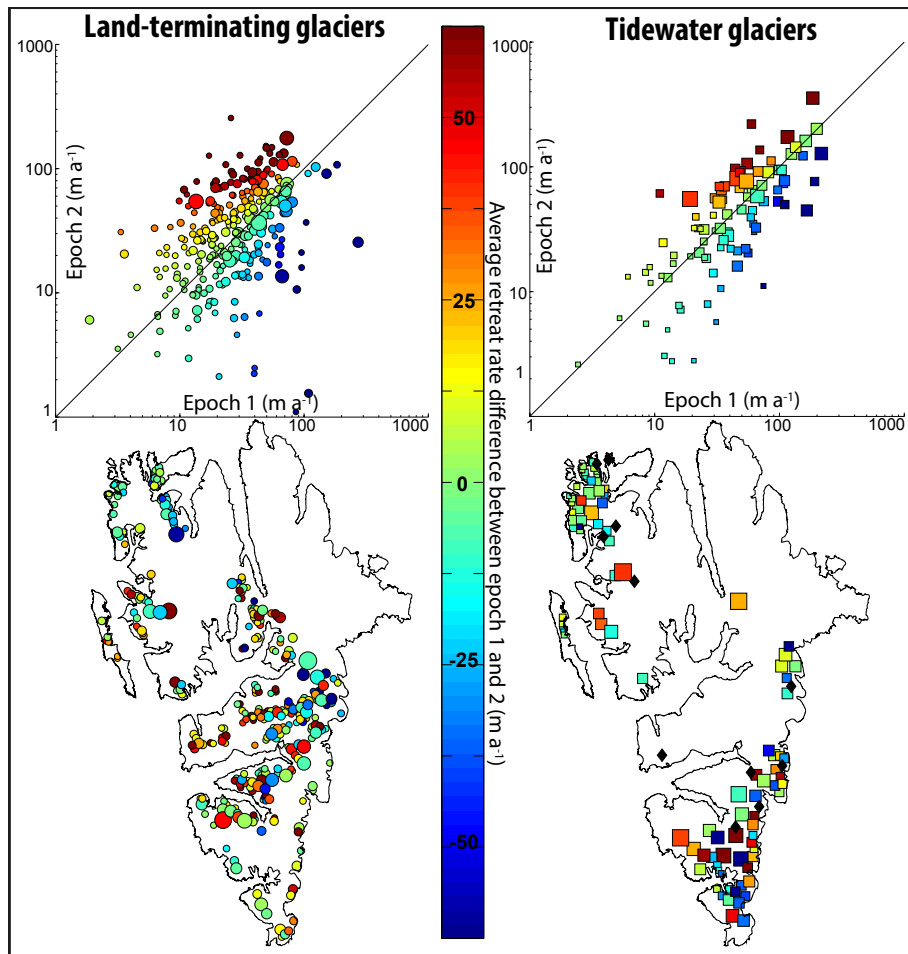 Land-terminating glaciers
Tidewater glaciers
1000
100
10
1
Epoch 2 (m a-1)
1
10
100
1000
Epoch 1 (m a-1)
50
25
0
-25
-50
Average retreat rate difference between epoch 1 and 2 (m a-1)
1000
100
10
1
Epoch 2 (m a-1)
10
100
1000
Epoch 1 (m a-1)